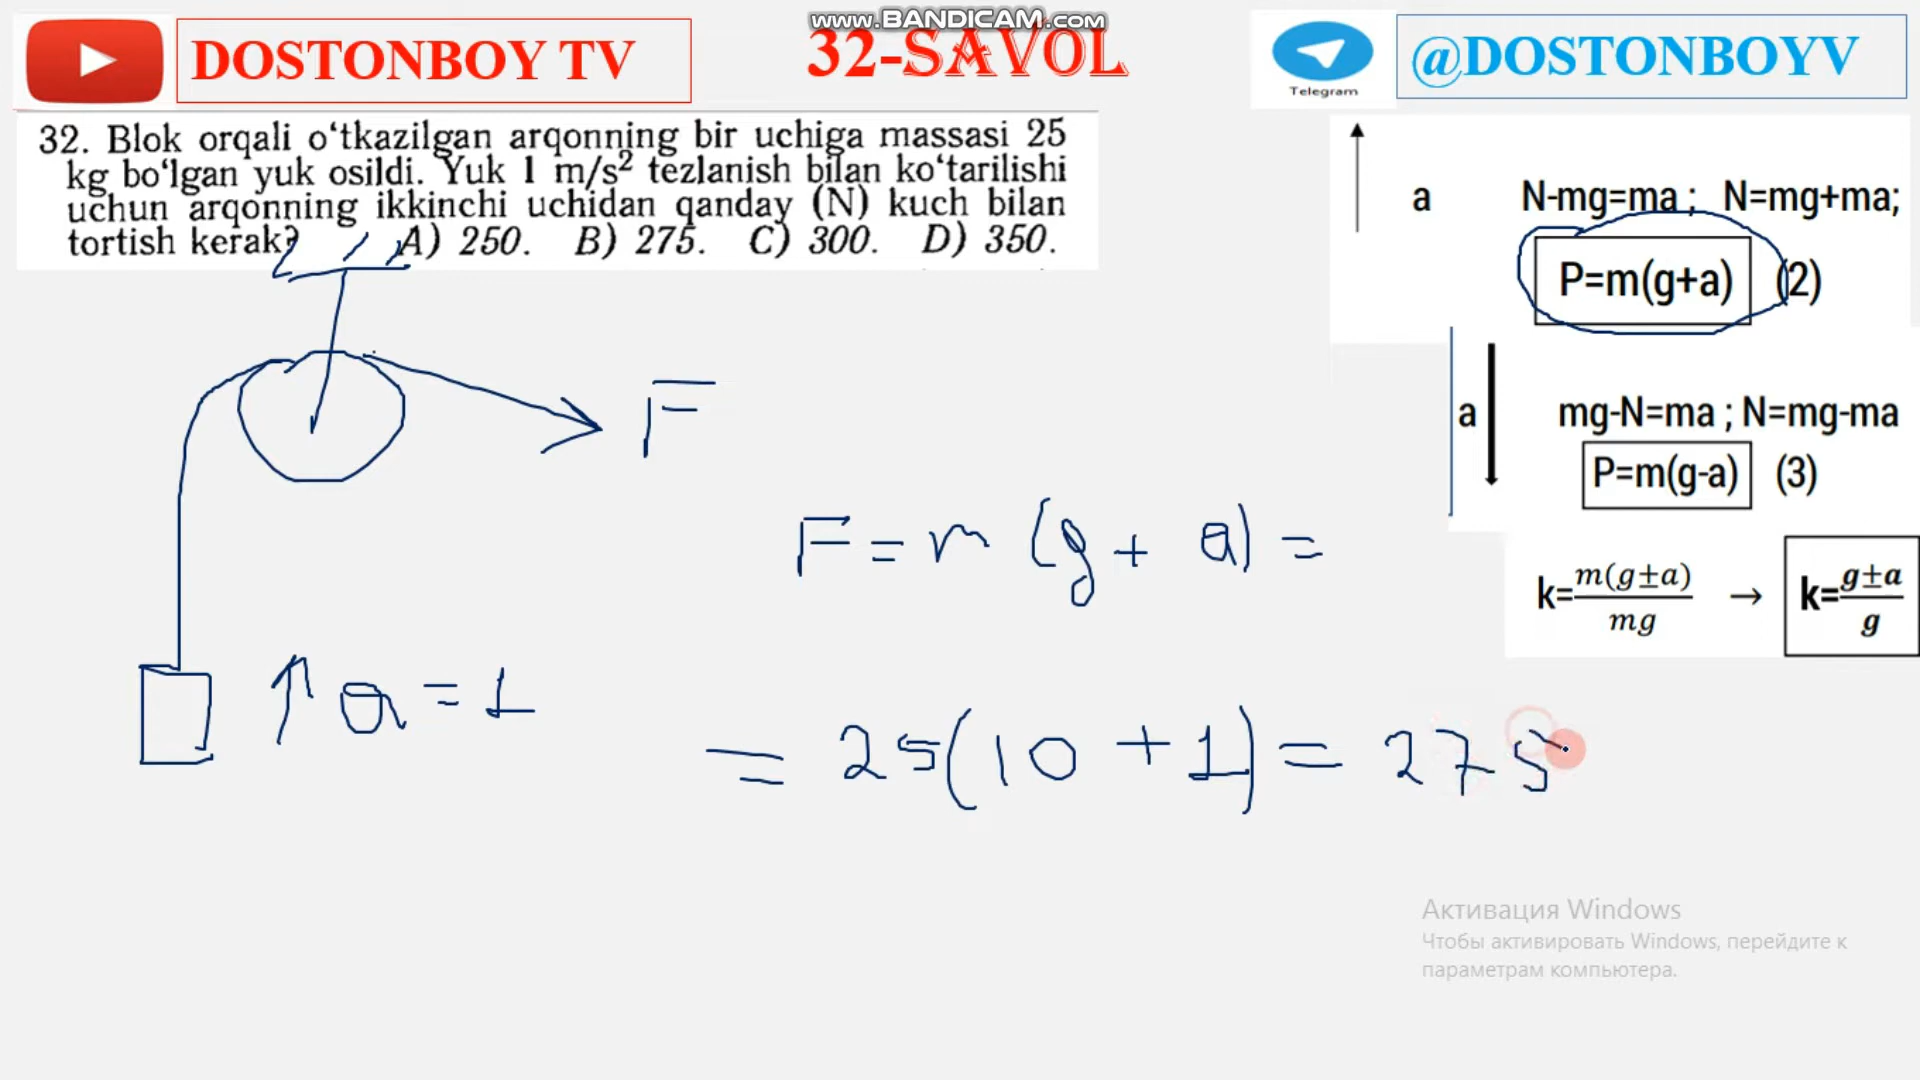 www.BANDICAM.com
DOSTONBOY TV
32-SAVOL
Telegram
@DOSTONBOYV
32. Blok orqali o‘tkazilgan arqonning bir uchiga massasi 25
kg bo‘lgan yuk osildi. Yuk 1 m/s² tezlanish bilan ko‘tarilishi
uchun arqonning ikkinchi uchidan qanday (N) kuch bilan
tortish kerak? A) 250. B) 275. C) 300. D) 350.
a N-mg=ma ; N=mg+ma;
P=m(g+a) (2)
a mg-N=ma ; N=mg-ma
P=m(g-a) (3)
k=m(g±a)/mg → k=g±a/g
F
F = m (g + a) =
↑ a = 1
= 25(10 + 1) = 275
Активация Windows
Чтобы активировать Windows, перейдите к
параметрам компьютера.